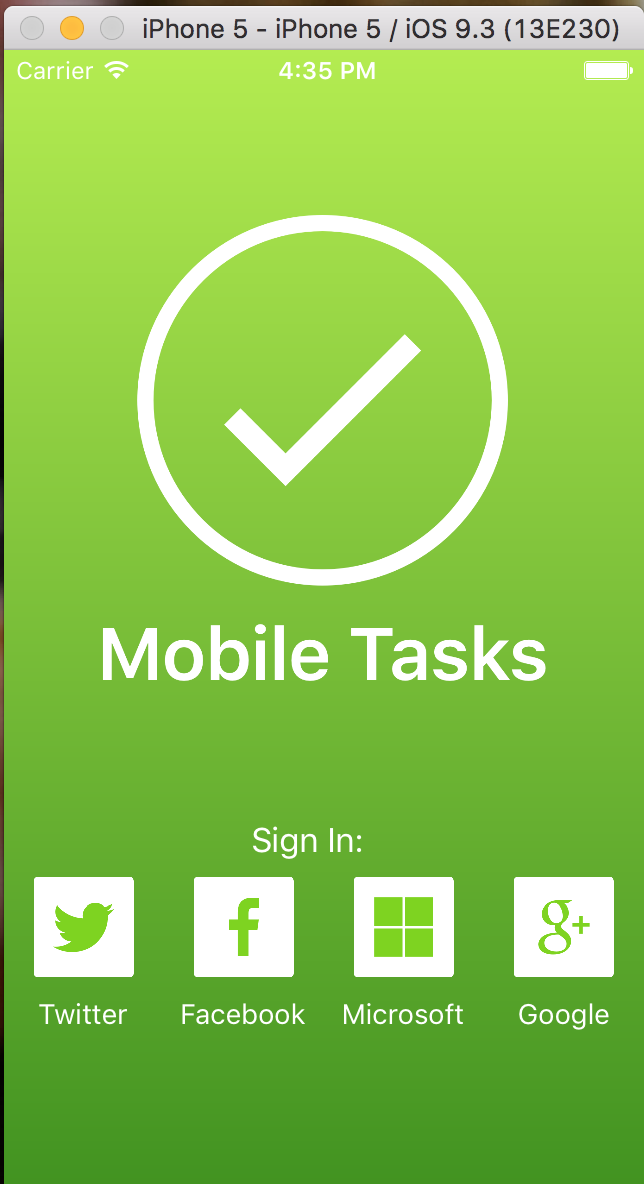 iPhone 5 - iPhone 5 / iOS 9.3 (13E230)
Carrier 4:35 PM
Mobile Tasks
Sign In:
g+
Twitter Facebook Microsoft Google